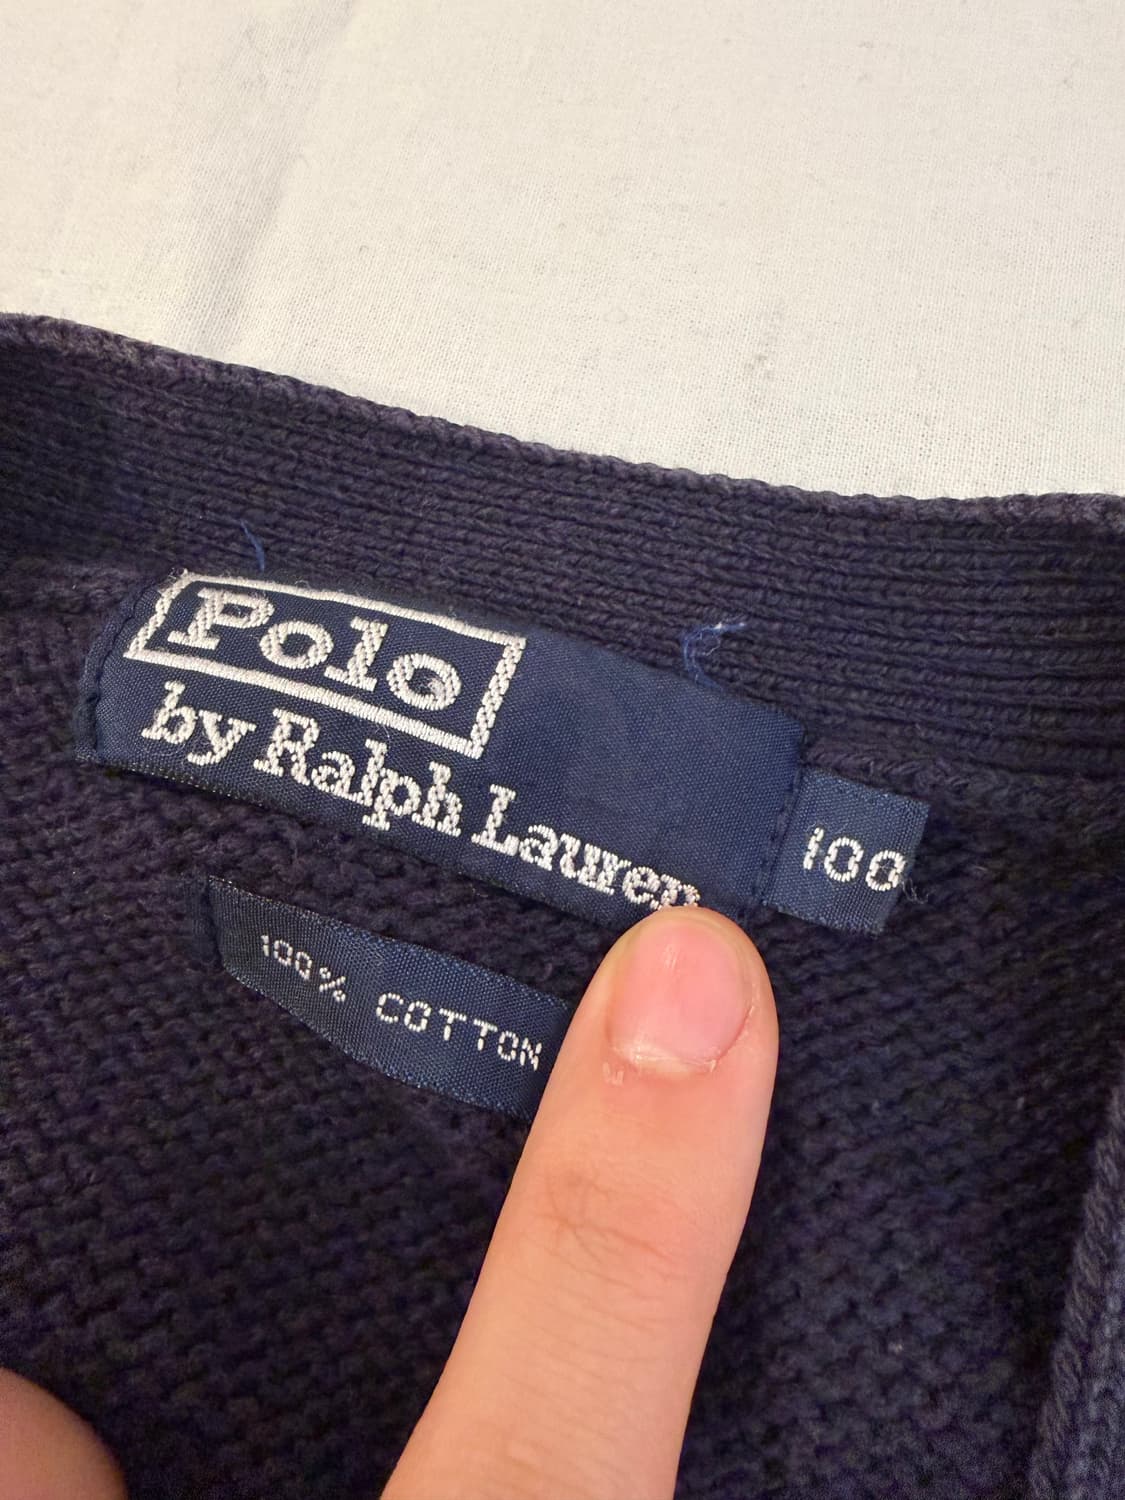 Polo
by Ralph Lauren
100
100% COTTON